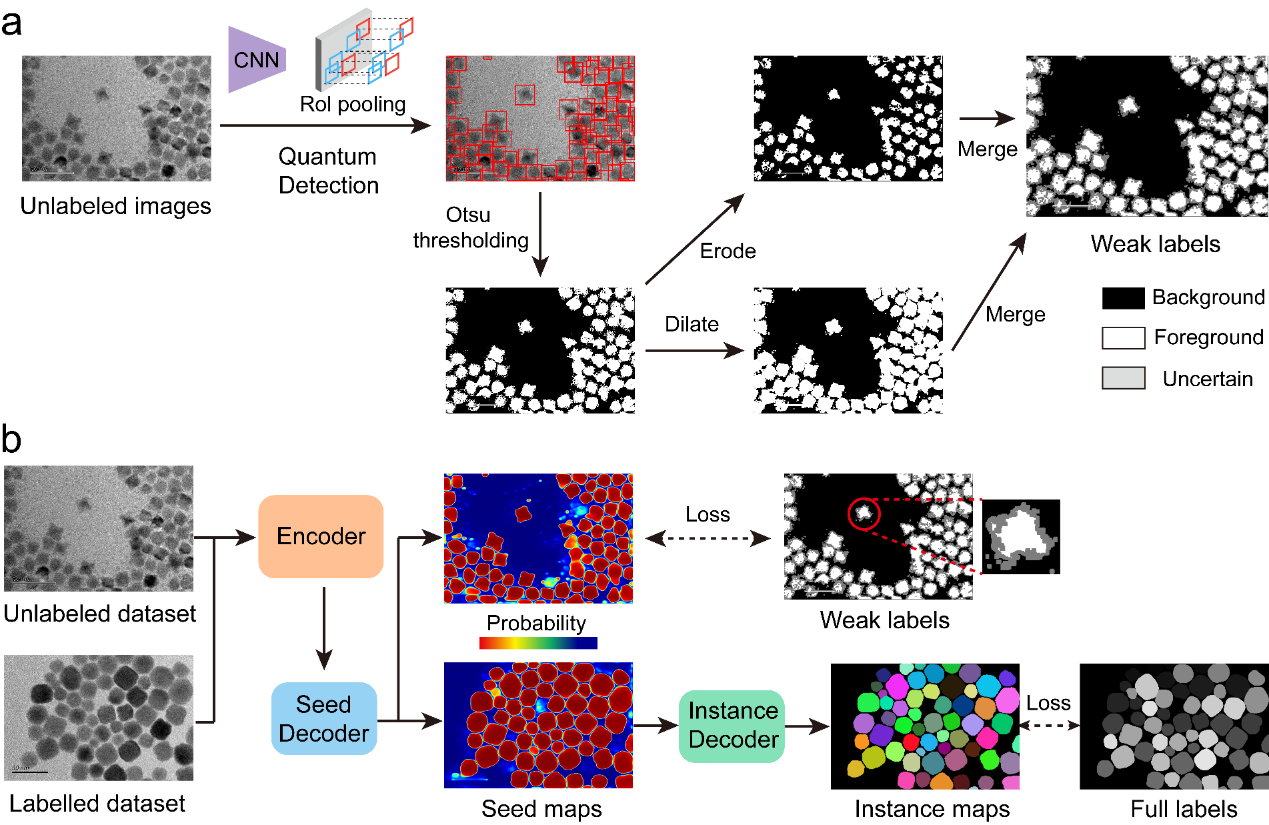 a
CNN
RoI pooling
Quantum
Detection
Unlabeled images
Otsu
thresholding
Erode
Dilate
Merge
Merge
Weak labels
Background
Foreground
Uncertain
b
Unlabeled dataset
Labelled dataset
Encoder
Seed
Decoder
Probability
Seed maps
Loss
Weak labels
Instance
Decoder
Instance maps
Loss
Full labels